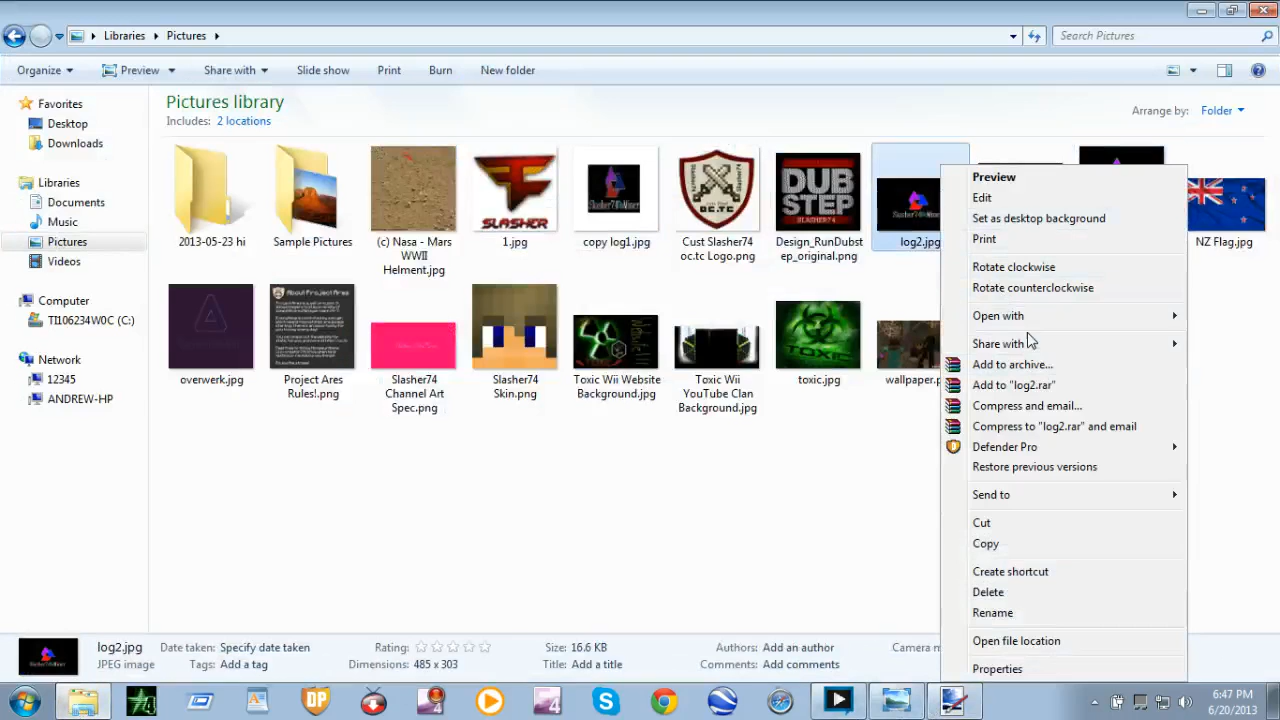 Libraries Pictures
Search Pictures
Organize Preview Share with Slide show Print Burn New folder
Pictures library
Includes: 2 locations
Arrange by: Folder
Favorites
Desktop
Downloads
Libraries
Documents
Music
Pictures
Videos
Computer
TI106234W0C (C:)
Network
12345
ANDREW-HP
SLASHER
DUB
STEP
SLASHER74
2013-05-23 hi
Sample Pictures
(c) Nasa - Mars
WWII
Helment.jpg
1.jpg
copy log1.jpg
Cust Slasher74
oc.tc Logo.png
Design_RunDubst
ep_original.png
log2.jpg
NZ Flag.jpg
About Project Ares
overwerk.jpg
Project Ares
Rules!.png
Slasher74
Channel Art
Spec.png
Slasher74
Skin.png
Toxic Wii Website
Background.jpg
Toxic Wii
YouTube Clan
Background.jpg
toxic.jpg
wallpaper.p
Preview
Edit
Set as desktop background
Print
Rotate clockwise
Rotate counterclockwise
Open with
Share with
Add to archive...
Add to "log2.rar"
Compress and email...
Compress to "log2.rar" and email
Defender Pro
Restore previous versions
Send to
Cut
Copy
Create shortcut
Delete
Rename
Open file location
Properties
log2.jpg Date taken: Specify date taken Rating: Size: 16.6 KB Authors: Add an author Camera m
JPEG image Tags: Add a tag Dimensions: 485 x 303 Title: Add a title Comments: Add comments
DP
6:47 PM
6/20/2013